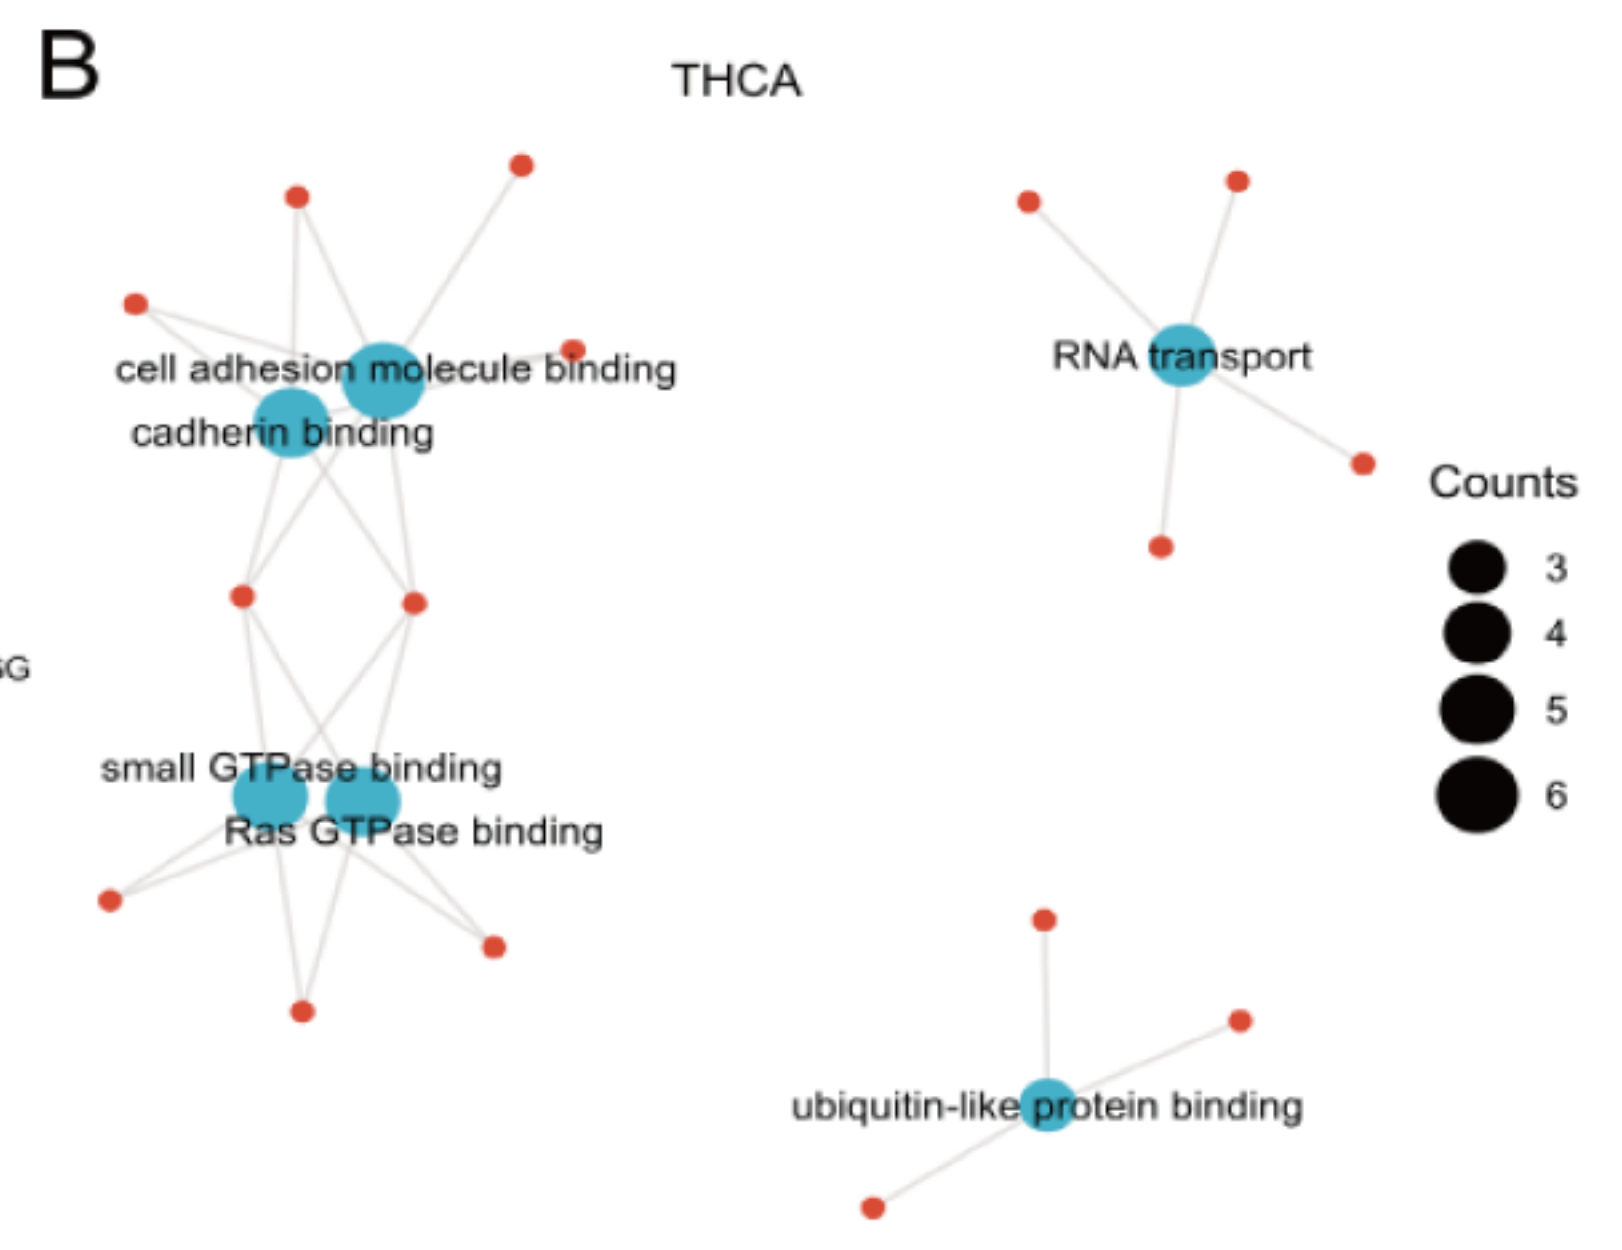 B
THCA
cell adhesion molecule binding
RNA transport
cadherin binding
Counts
3
4
5
6
small GTPase binding
Ras GTPase binding
ubiquitin-like protein binding